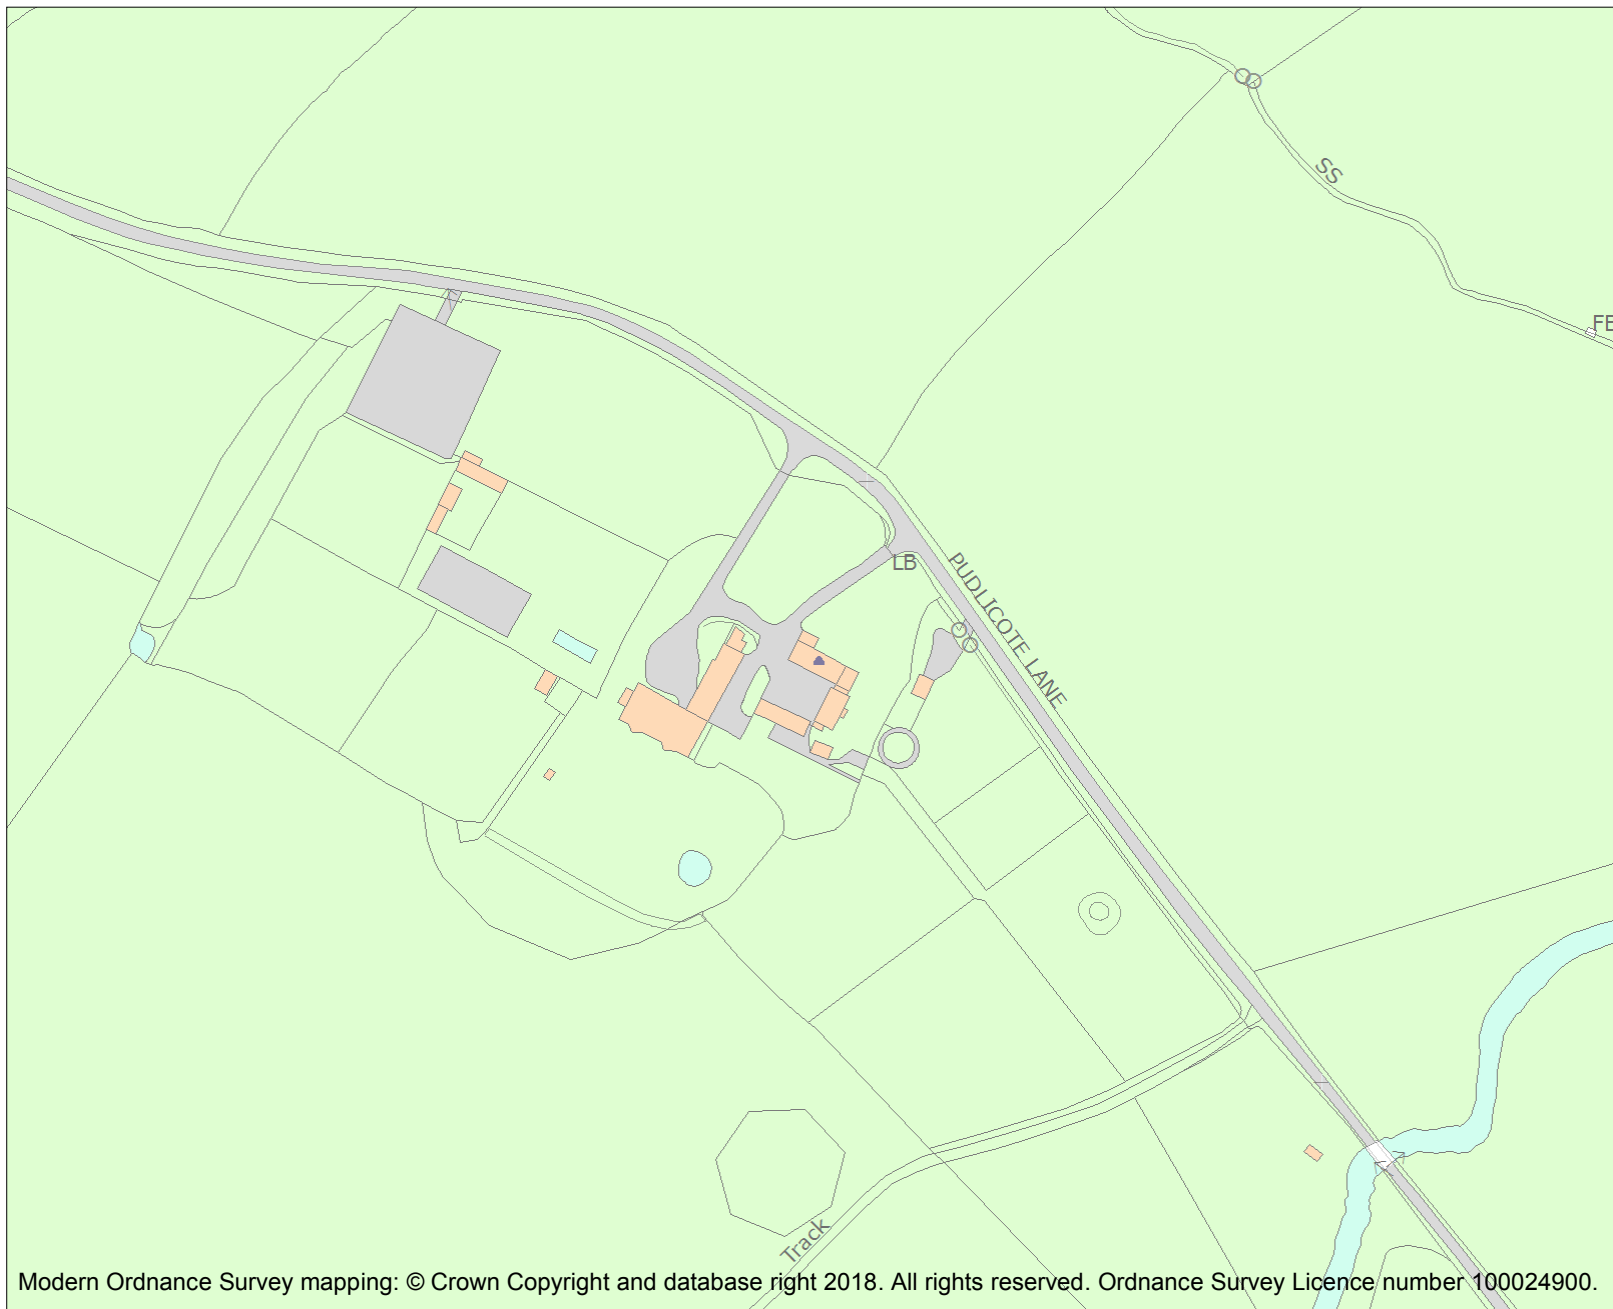 SS
FE
LB
PUDLICOTE LANE
Track
Modern Ordnance Survey mapping: © Crown Copyright and database right 2018. All rights reserved. Ordnance Survey Licence number 100024900.